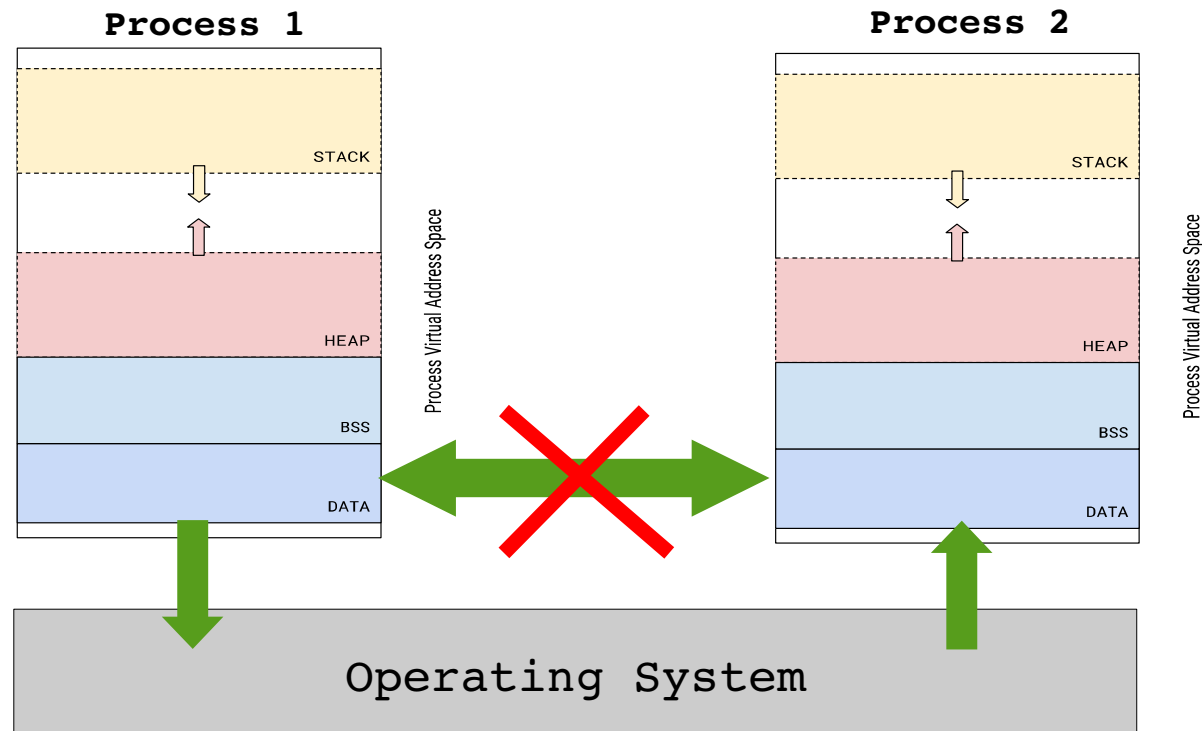 Process 1
STACK
HEAP
BSS
DATA
Process Virtual Address Space
Process 2
STACK
HEAP
BSS
DATA
Process Virtual Address Space
Operating System